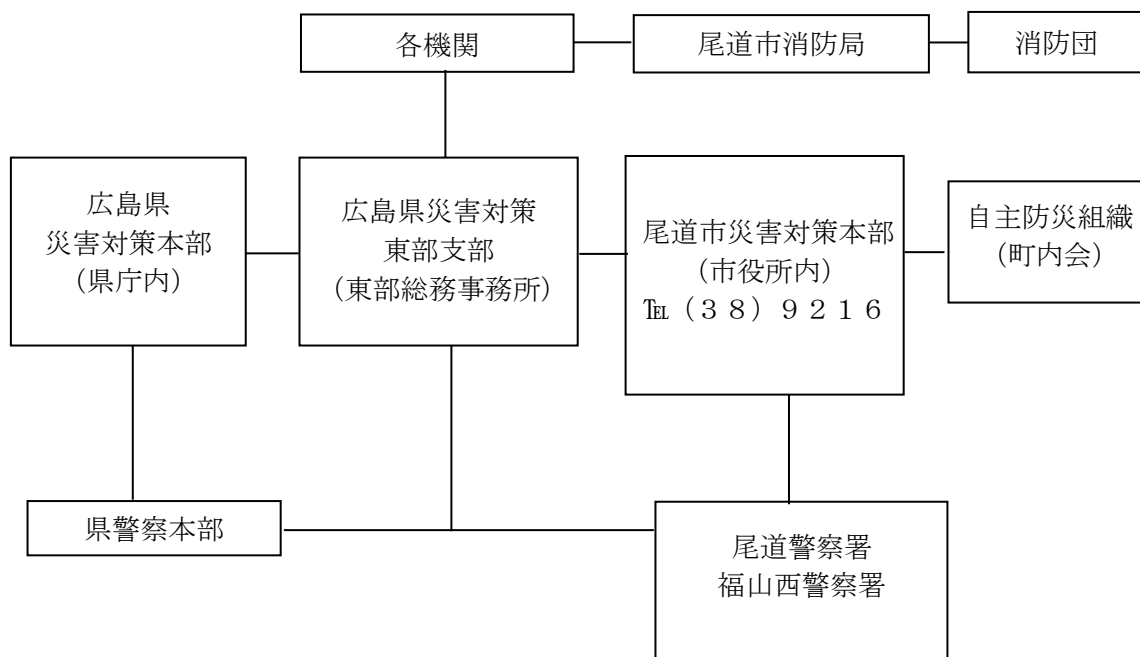 各機関
尾道市消防局
消防団
広島県
災害対策本部
（県庁内）
広島県災害対策
東部支部
（東部総務事務所）
尾道市災害対策本部
（市役所内）
℡（３８）９２１６
自主防災組織
（町内会）
県警察本部
尾道警察署
福山西警察署